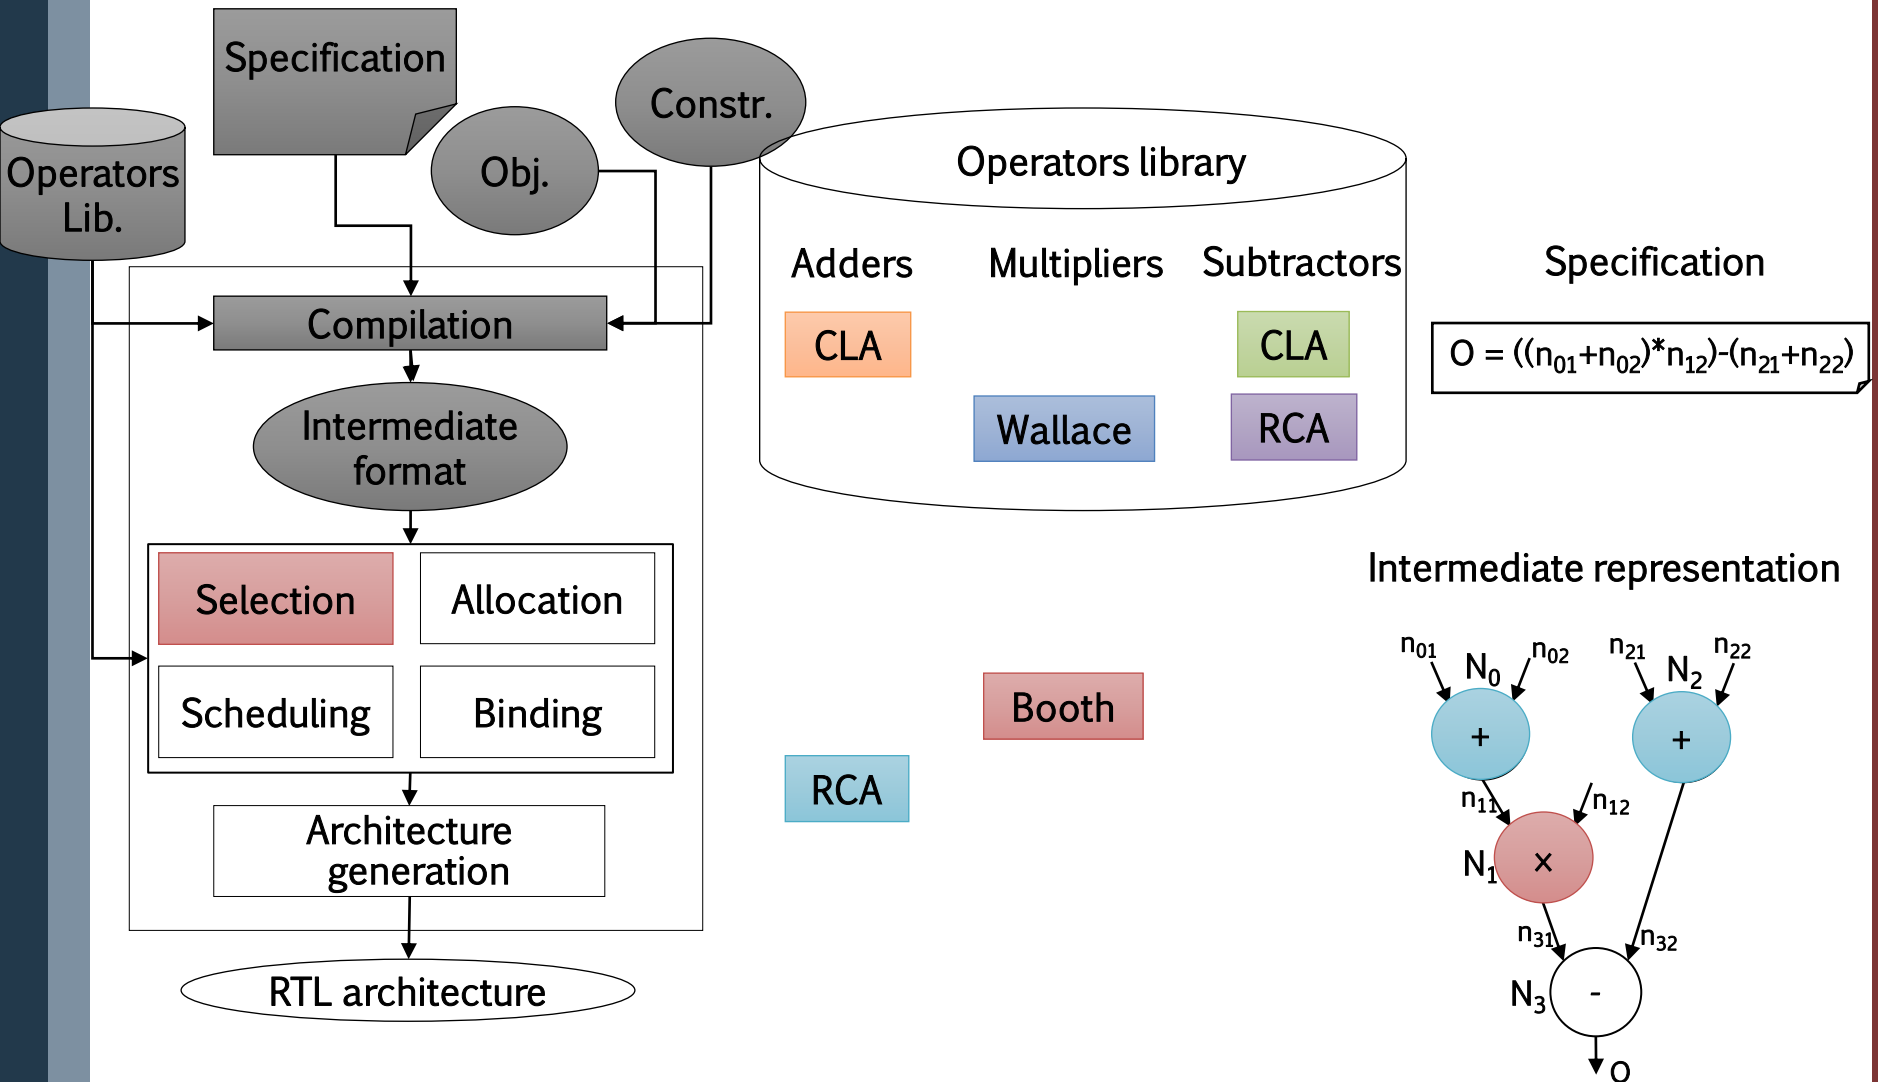 Specification
Constr.
Obj.
Operators
Lib.
Compilation
Intermediate
format
Selection
Allocation
Scheduling
Binding
Architecture
generation
RTL architecture
Operators library
Adders
Multipliers
Subtractors
CLA
CLA
Wallace
RCA
Booth
RCA
Specification
O = ((n₀₁+n₀₂)*n₁₂)-(n₂₁+n₂₂)
Intermediate representation
n₀₁
N₀
n₀₂
n₂₁
N₂
n₂₂
+
+
n₁₁
n₁₂
N₁
x
n₃₁
n₃₂
N₃
-
O